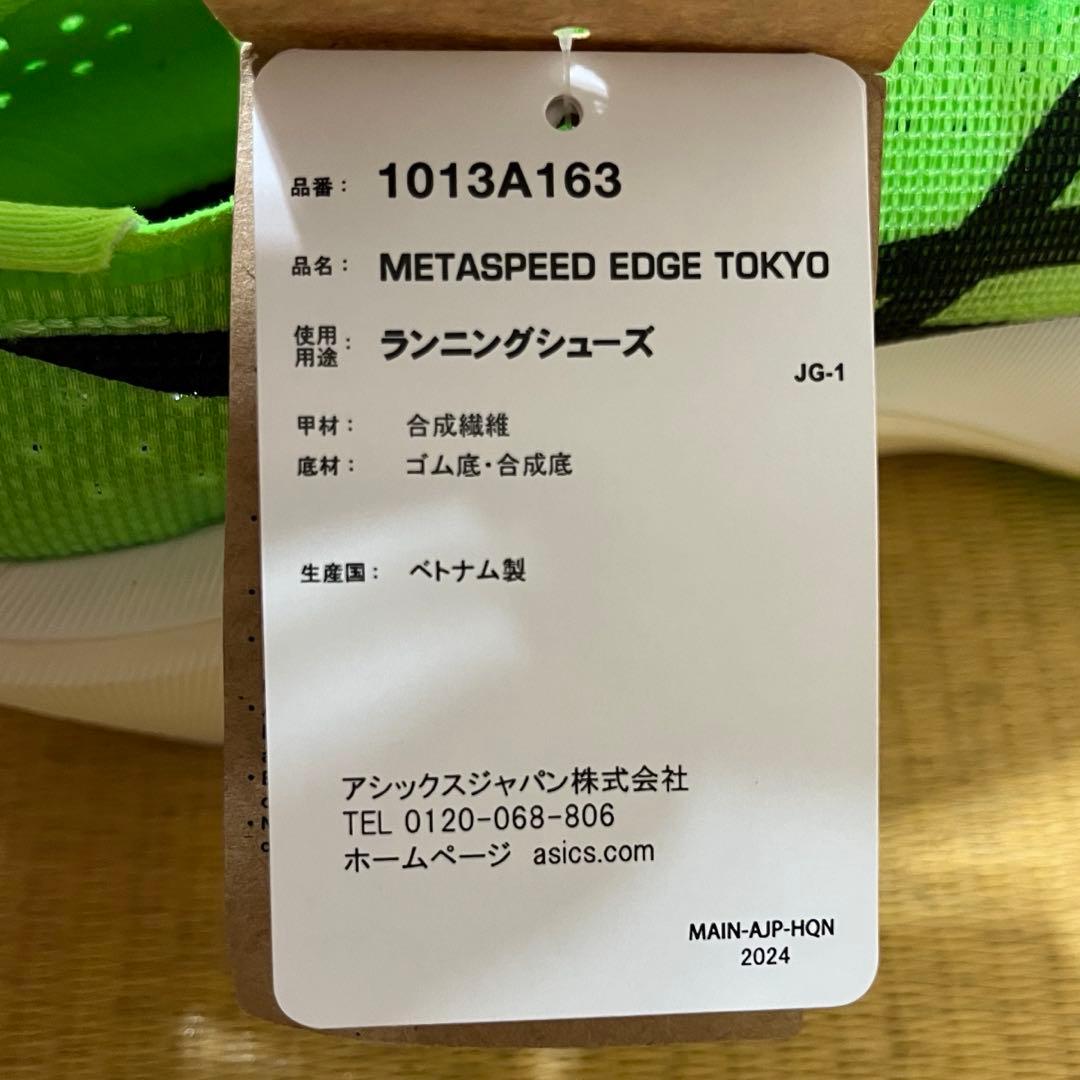 品番： 1013A163
品名： METASPEED EDGE TOKYO
使用用途： ランニングシューズ
JG-1
甲材： 合成繊維
底材： ゴム底・合成底
生産国： ベトナム製
アシックスジャパン株式会社
TEL 0120-068-806
ホームページ asics.com
MAIN-AJP-HQN
2024